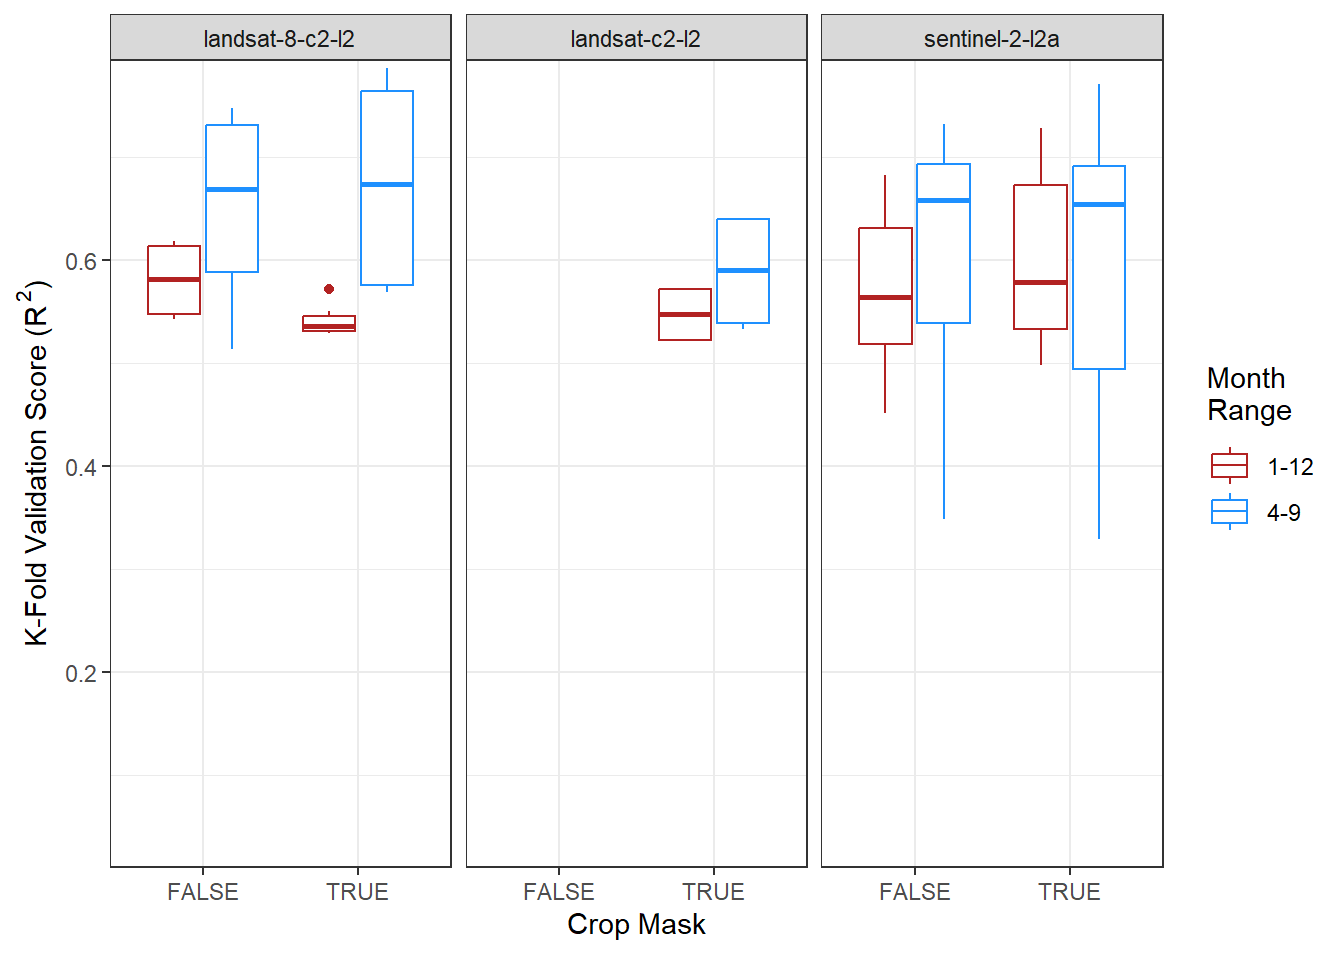 landsat-8-c2-l2
landsat-c2-l2
sentinel-2-l2a
K-Fold Validation Score (R²)
0.6
0.4
0.2
FALSE TRUE
FALSE TRUE
FALSE TRUE
Crop Mask
Month
Range
1-12
4-9